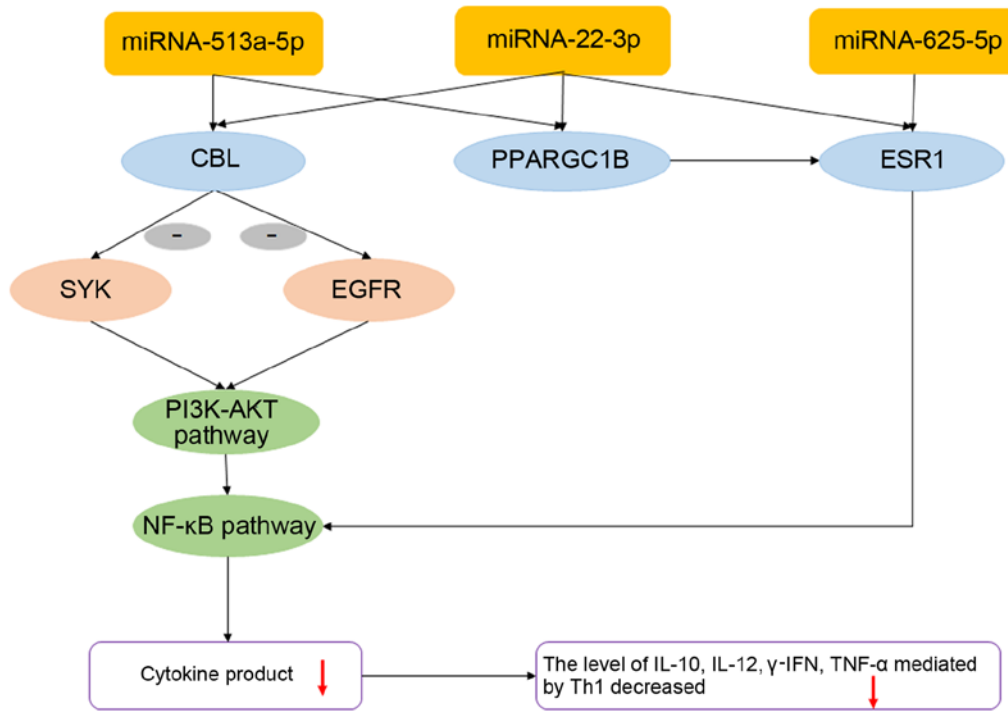 miRNA-513a-5p
miRNA-22-3p
miRNA-625-5p
CBL
PPARGC1B
ESR1
-
-
SYK
EGFR
PI3K-AKT
pathway
NF-κB pathway
Cytokine product
The level of IL-10, IL-12, γ-IFN, TNF-α mediated
by Th1 decreased